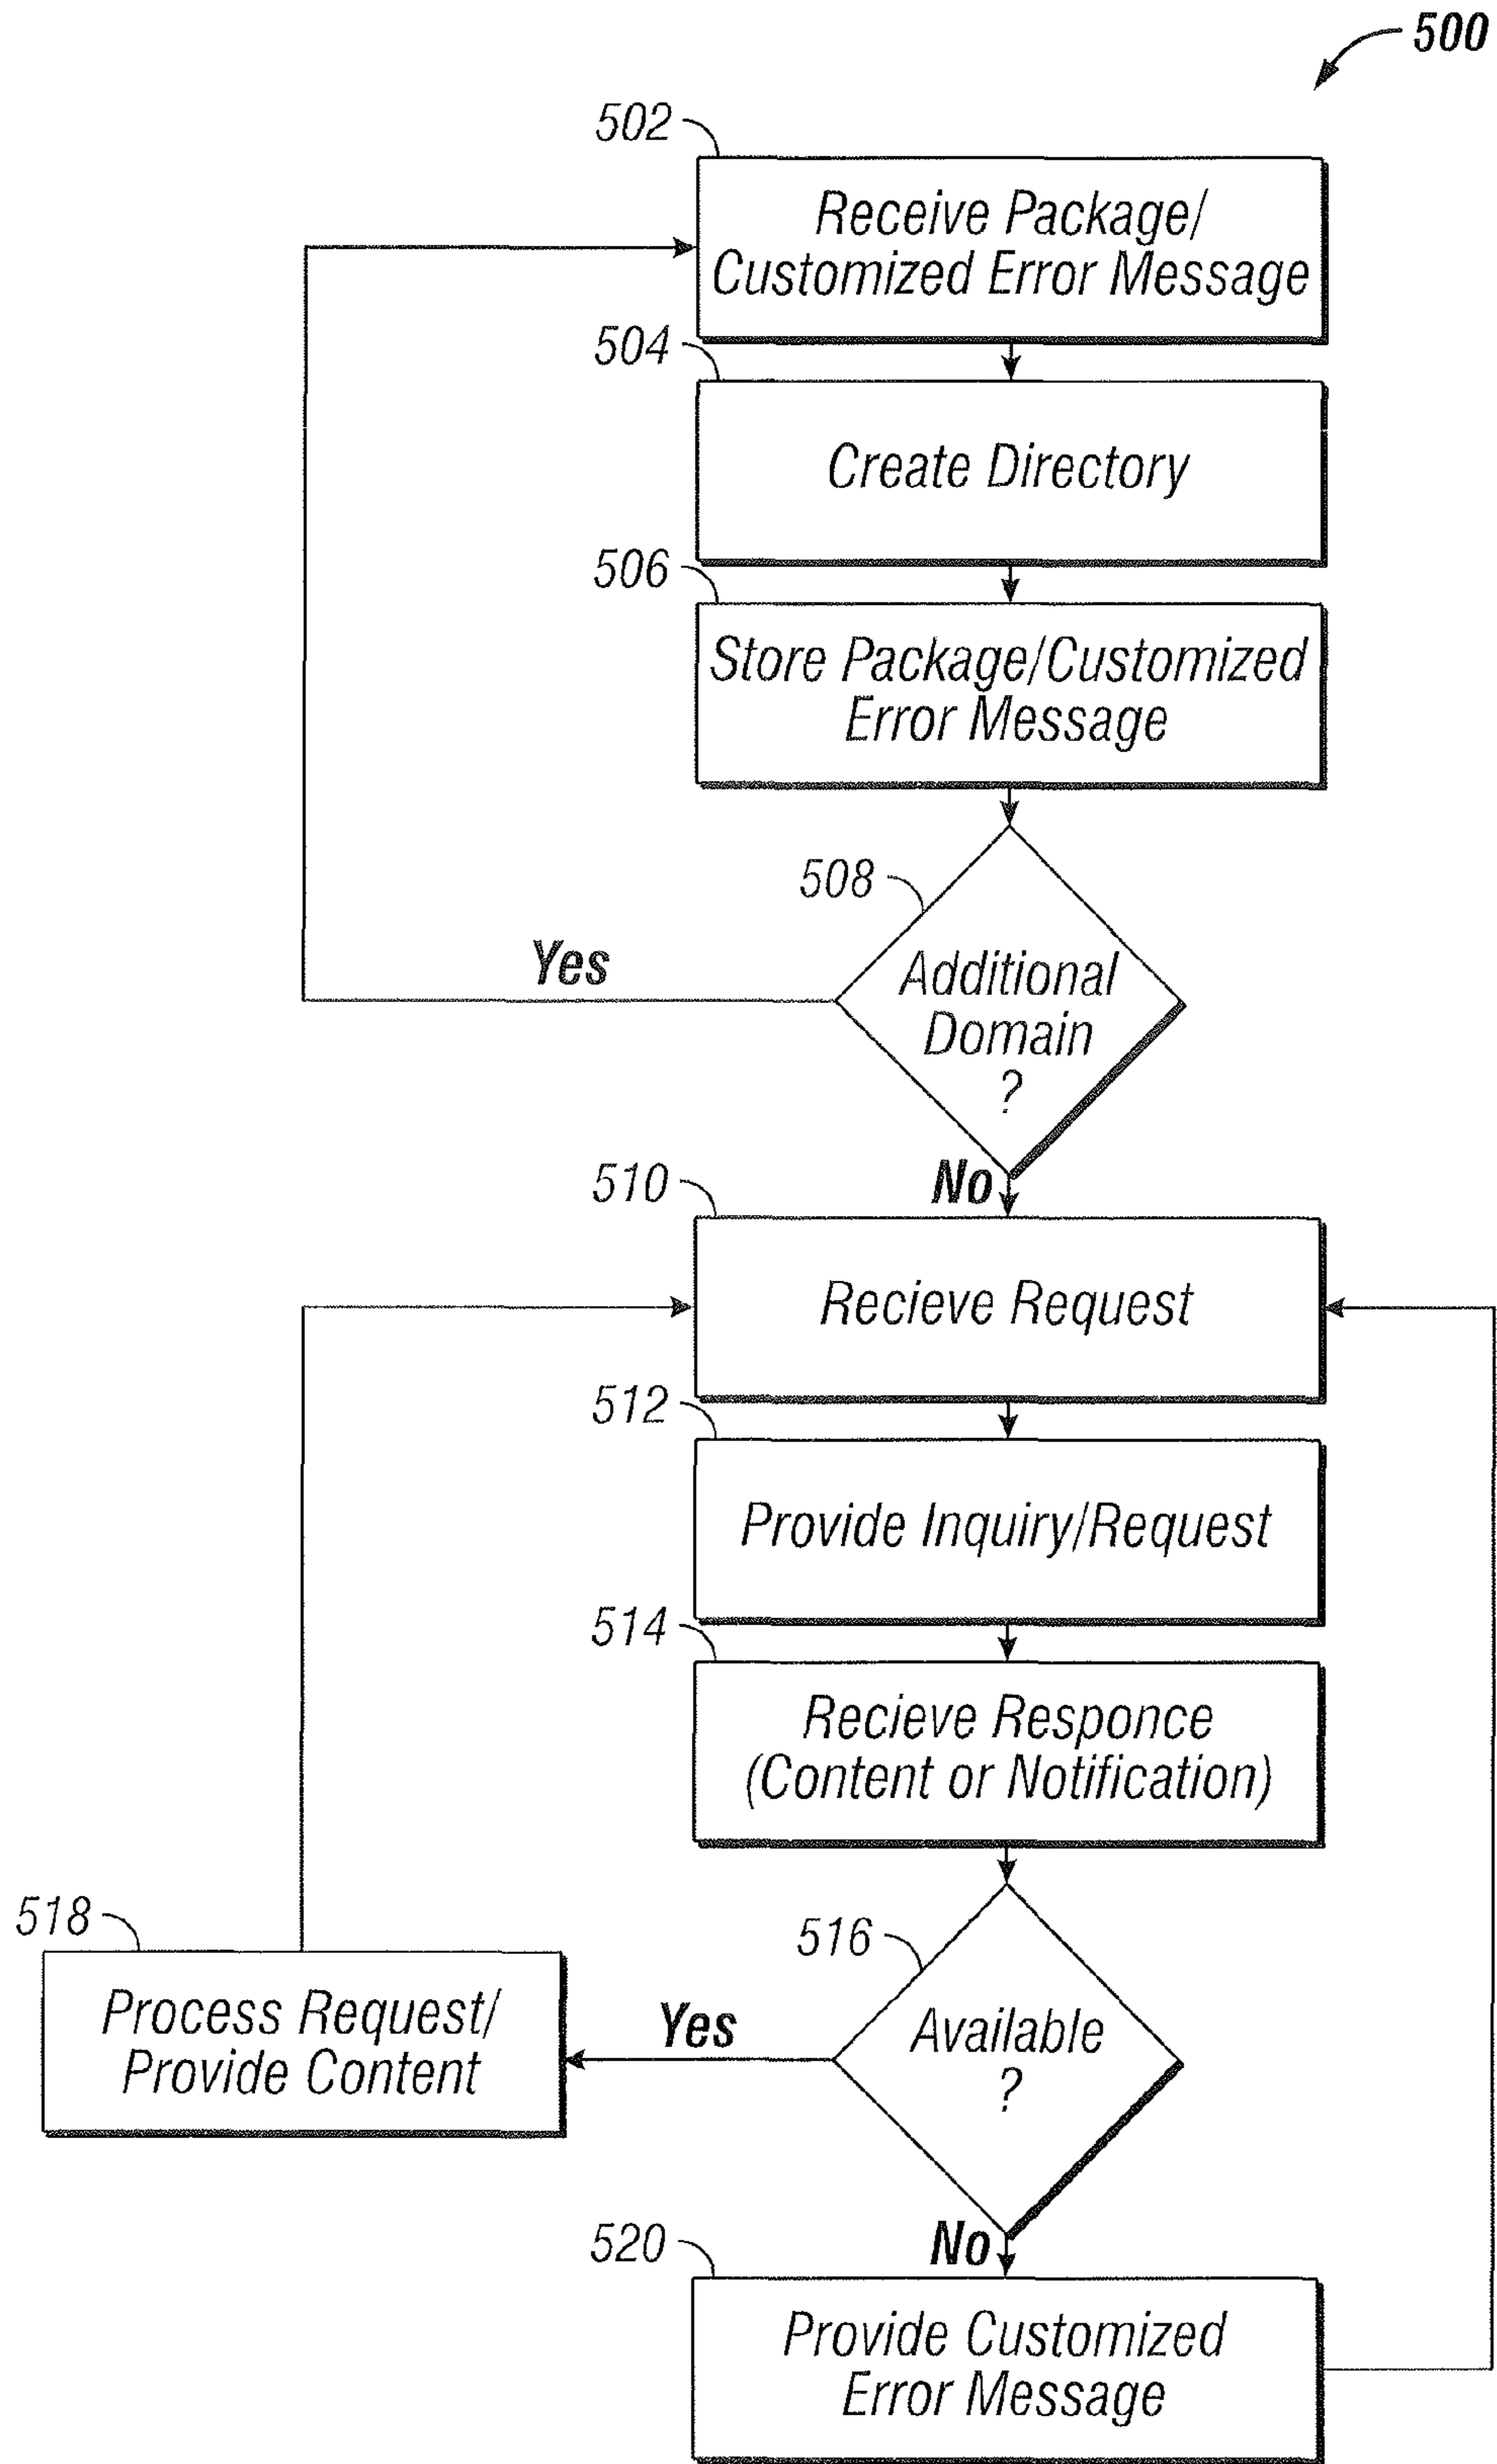 500
502
Receive Package/
Customized Error Message
504
Create Directory
506
Store Package/Customized
Error Message
508
Additional
Domain
?
Yes
No
510
Recieve Request
512
Provide Inquiry/Request
514
Recieve Responce
(Content or Notification)
516
Available
?
Yes
518
Process Request/
Provide Content
No
520
Provide Customized
Error Message